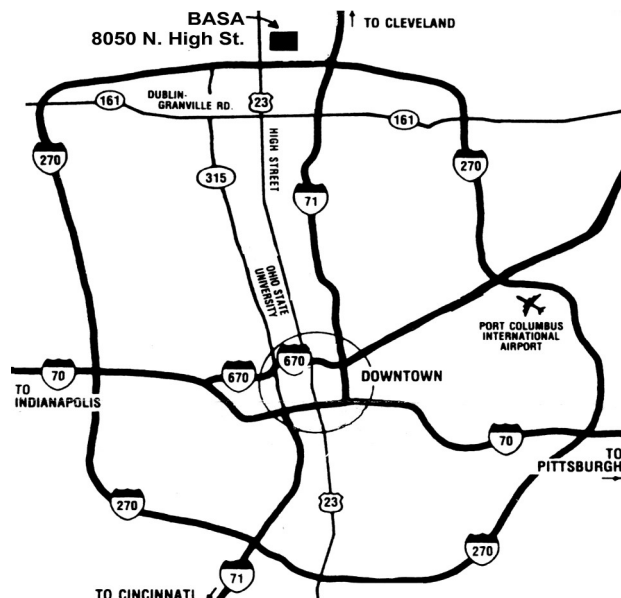 BASA
8050 N. High St.
TO CLEVELAND
DUBLIN-
GRANVILLE RD.
161
23
161
270
315
HIGH STREET
71
270
OHIO STATE
UNIVERSITY
PORT COLUMBUS
INTERNATIONAL
AIRPORT
70
670
670
DOWNTOWN
TO
INDIANAPOLIS
70
TO
PITTSBURGH
270
23
270
71
TO CINCINNATI